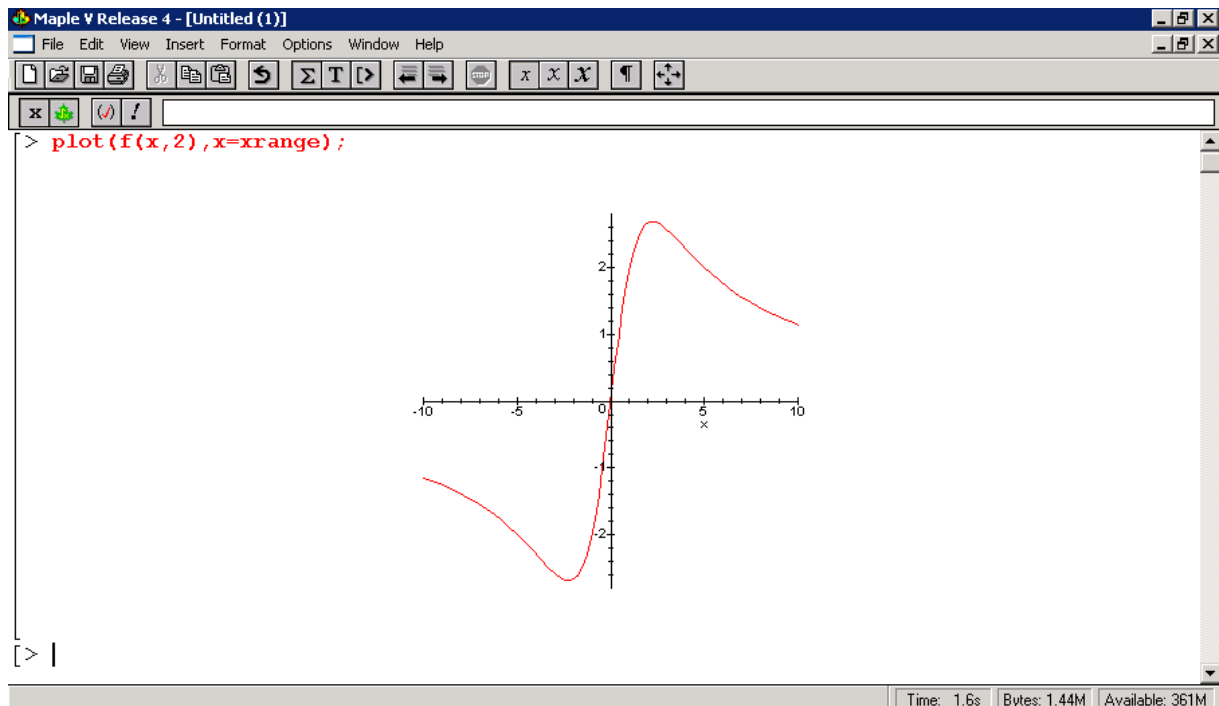 Maple V Release 4 - [Untitled (1)]
File Edit View Insert Format Options Window Help
Σ T [> STOP x x x ¶
x (√) !
[> plot(f(x,2),x=xrange);
2
1
-10 -5 0 5 10
x
-1
-2
[>
Time: 1.6s Bytes: 1.44M Available: 361M